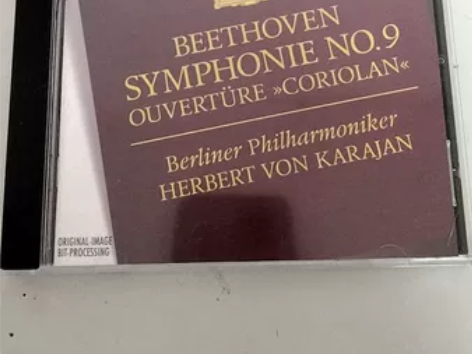 BEETHOVEN
SYMPHONIE NO. 9
OUVERTÜRE »CORIOLAN«
Berliner Philharmoniker
HERBERT VON KARAJAN
ORIGINAL-IMAGE
BIT-PROCESSING